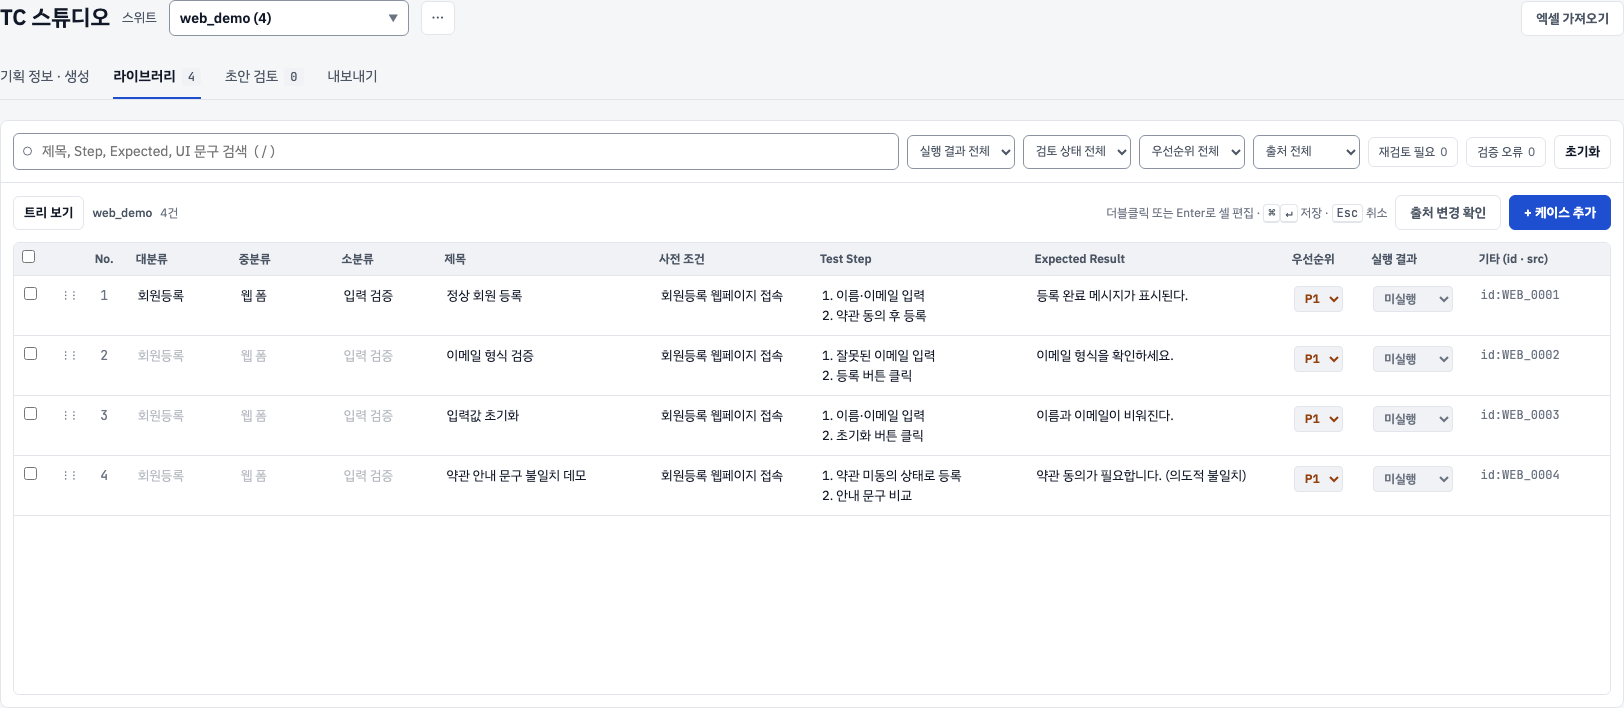 TC 스튜디오 스위트 web_demo (4) ▼ ··· 엑셀 가져오기
기획 정보 · 생성 라이브러리 4 초안 검토 0 내보내기
제목, Step, Expected, UI 문구 검색 ( / ) 실행 결과 전체 검토 상태 전체 우선순위 전체 출처 전체 재검토 필요 0 검증 오류 0 초기화
트리 보기 web_demo 4건 더블클릭 또는 Enter로 셀 편집 · ⌘ ↵ 저장 · Esc 취소 출처 변경 확인 + 케이스 추가
No. 대분류 중분류 소분류 제목 사전 조건 Test Step Expected Result 우선순위 실행 결과 기타 (id · src)
1 회원등록 웹 폼 입력 검증 정상 회원 등록 회원등록 웹페이지 접속 1. 이름·이메일 입력 등록 완료 메시지가 표시된다. P1 미실행 id:WEB_0001
2. 약관 동의 후 등록
2 회원등록 웹 폼 입력 검증 이메일 형식 검증 회원등록 웹페이지 접속 1. 잘못된 이메일 입력 이메일 형식을 확인하세요. P1 미실행 id:WEB_0002
2. 등록 버튼 클릭
3 회원등록 웹 폼 입력 검증 입력값 초기화 회원등록 웹페이지 접속 1. 이름·이메일 입력 이름과 이메일이 비워진다. P1 미실행 id:WEB_0003
2. 초기화 버튼 클릭
4 회원등록 웹 폼 입력 검증 약관 안내 문구 불일치 데모 회원등록 웹페이지 접속 1. 약관 미동의 상태로 등록 약관 동의가 필요합니다. (의도적 불일치) P1 미실행 id:WEB_0004
2. 안내 문구 비교